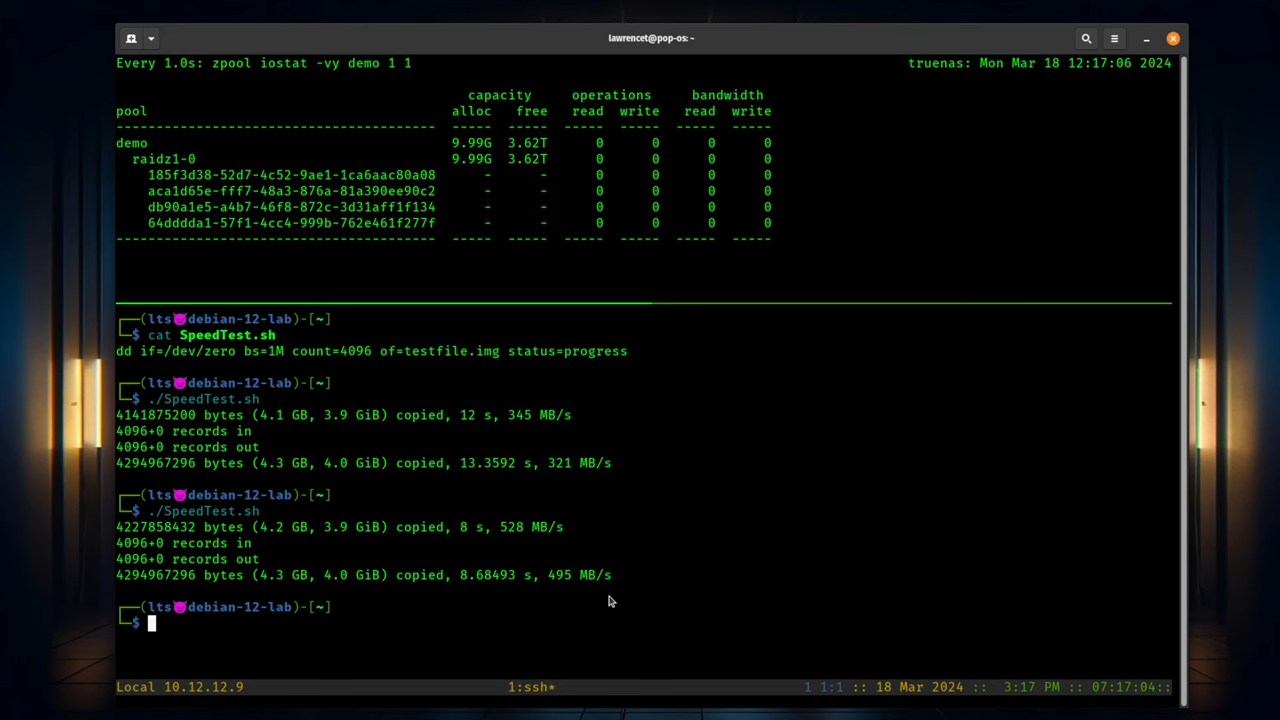 lawrencet@pop-os: ~
Every 1.0s: zpool iostat -vy demo 1 1 truenas: Mon Mar 18 12:17:06 2024
capacity operations bandwidth
pool alloc free read write read write
---------------------------------------- ----- ----- ----- ----- ----- -----
demo 9.99G 3.62T 0 0 0 0
raidz1-0 9.99G 3.62T 0 0 0 0
185f3d38-52d7-4c52-9ae1-1ca6aac80a08 - - 0 0 0 0
aca1d65e-fff7-48a3-876a-81a390ee90c2 - - 0 0 0 0
db90a1e5-a4b7-46f8-872c-3d31aff1f134 - - 0 0 0 0
64dddda1-57f1-4cc4-999b-762e461f277f - - 0 0 0 0
---------------------------------------- ----- ----- ----- ----- ----- -----
┌──(lts😈debian-12-lab)-[~]
└─$ cat SpeedTest.sh
dd if=/dev/zero bs=1M count=4096 of=testfile.img status=progress
┌──(lts😈debian-12-lab)-[~]
└─$ ./SpeedTest.sh
4141875200 bytes (4.1 GB, 3.9 GiB) copied, 12 s, 345 MB/s
4096+0 records in
4096+0 records out
4294967296 bytes (4.3 GB, 4.0 GiB) copied, 13.3592 s, 321 MB/s
┌──(lts😈debian-12-lab)-[~]
└─$ ./SpeedTest.sh
4227858432 bytes (4.2 GB, 3.9 GiB) copied, 8 s, 528 MB/s
4096+0 records in
4096+0 records out
4294967296 bytes (4.3 GB, 4.0 GiB) copied, 8.68493 s, 495 MB/s
┌──(lts😈debian-12-lab)-[~]
└─$
Local 10.12.12.9 1:ssh* 1 1:1 :: 18 Mar 2024 :: 3:17 PM :: 07:17:04::